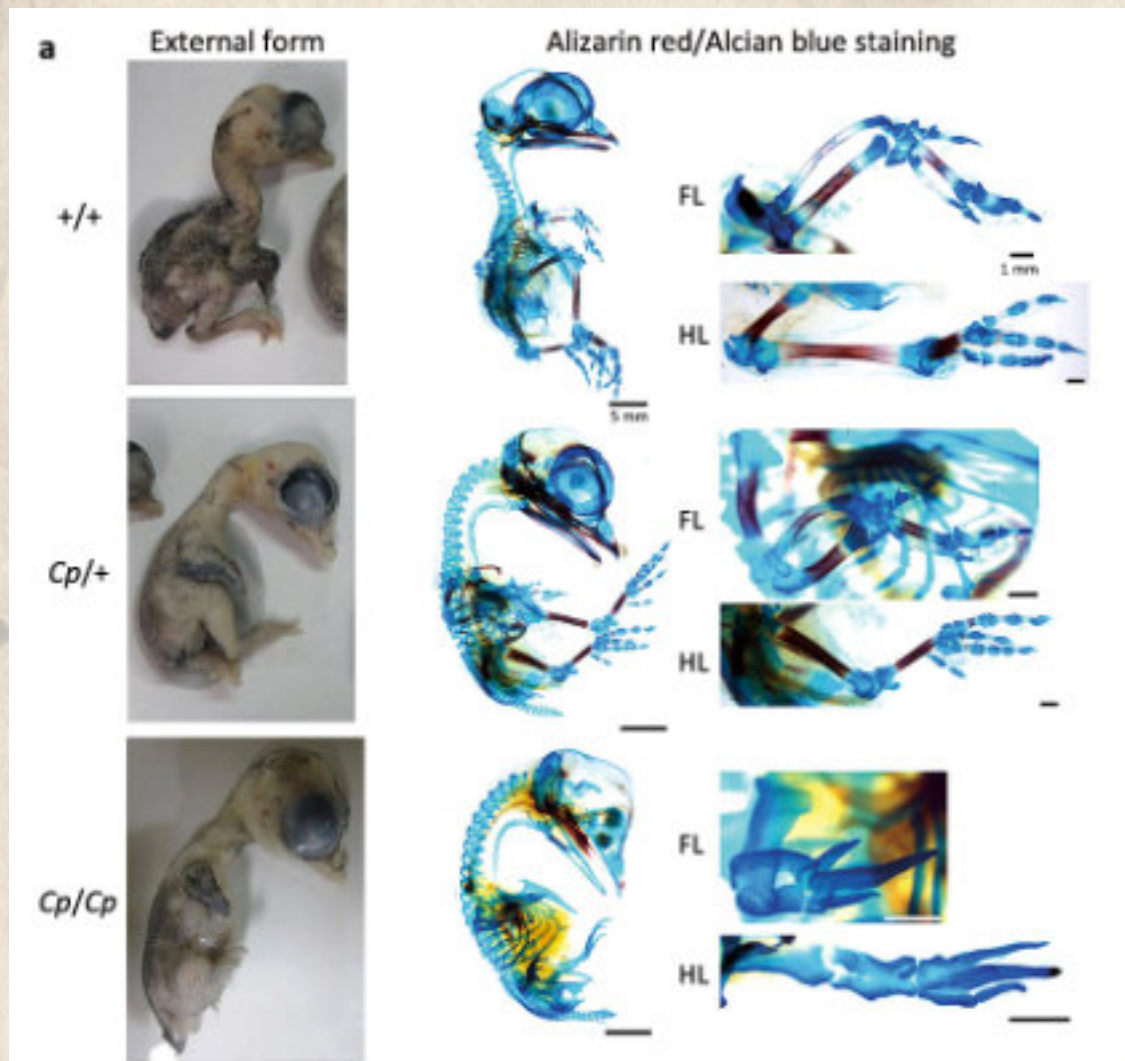 a
External form
Alizarin red/Alcian blue staining
+/+
FL
1 mm
HL
5 mm
Cp/+
FL
HL
Cp/Cp
FL
HL